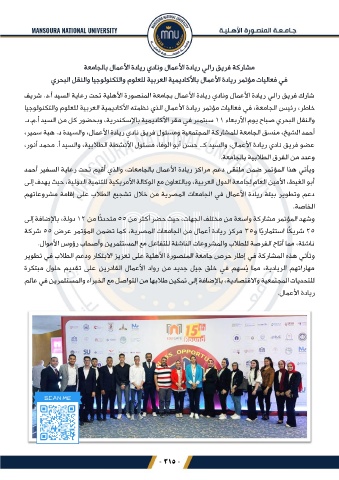 MANSOURA NATIONAL UNIVERSITY
جـامـعـة المـنـصـورة الأهـلـيـة
مشاركة فريق رالي ريادة الأعمال ونادي ريادة الأعمال بالجامعة
في فعاليات مؤتمر ريادة الأعمال بالأكاديمية العربية للعلوم والتكنولوجيا والنقل البحري
شارك فريق رالي ريادة الأعمال ونادي ريادة الأعمال بجامعة المنصورة الأهلية تحت رعاية السيد أ.د. شريف
خاطر، رئيس الجامعة، في فعاليات مؤتمر ريادة الأعمال الذي نظمته الأكاديمية العربية للعلوم والتكنولوجيا
والنقل البحري صباح يوم الأربعاء ١١ سبتمبر في مقر الأكاديمية بالإسكندرية، وبحضور كل من السيد أ.م.د.
أحمد الشيخ، منسق الجامعة للمشاركة المجتمعية ومسئول فريق نادي ريادة الأعمال، والسيدة د. هبة سمير،
عضو فريق نادي ريادة الأعمال، والسيد ك. حسن أبو الوفا، مسئول الأنشطة الطلابية، والسيد أ. محمد أنور،
وعدد من الفرق الطلابية بالجامعة.
ويأتي هذا المؤتمر ضمن ملتقى دعم مراكز ريادة الأعمال بالجامعات، والذي أقيم تحت رعاية السفير أحمد
أبو الغيط، الأمين العام لجامعة الدول العربية، وبالتعاون مع الوكالة الأمريكية للتنمية الدولية، حيث يهدف إلى
دعم وتطوير بيئة ريادة الأعمال في الجامعات المصرية من خلال تشجيع الطلاب على إقامة مشروعاتهم
الخاصة.
وشهد المؤتمر مشاركة واسعة من مختلف الجهات، حيث حضر أكثر من ٥٥ متحدثًا من ١٢ دولة، بالإضافة إلى
٢٥ شريكًا استثماريًا و٣٥ مركز ريادة أعمال من الجامعات المصرية، كما تضمن المؤتمر عرض ٥٥ شركة
ناشئة، مما أتاح الفرصة للطلاب والمشروعات الناشئة للتفاعل مع المستثمرين وأصحاب رؤوس الأموال.
وتأتي هذه المشاركة في إطار حرص جامعة المنصورة الأهلية على تعزيز الابتكار ودعم الطلاب في تطوير
مهاراتهم الريادية، مما يُسهم في خلق جيل جديد من رواد الأعمال القادرين على تقديم حلول مبتكرة
للتحديات المجتمعية والاقتصادية، بالإضافة إلى تمكين طلابها من التواصل مع الخبراء والمستثمرين في عالم
ريادة الأعمال.
SCAN ME
- ٣١٥ -